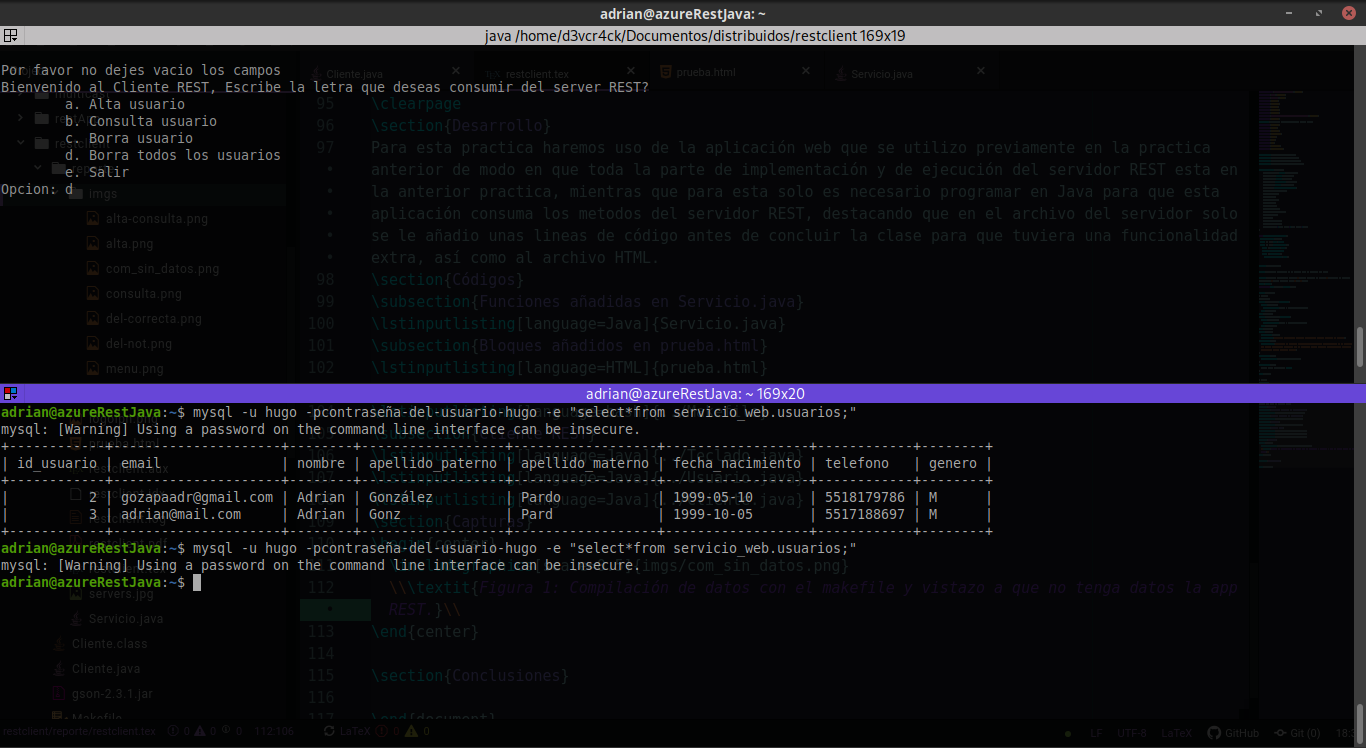 adrian@azureRestJava: ~
java /home/d3vcr4ck/Documentos/distribuidos/restclient 169x19
Por favor no dejes vacio los campos
Bienvenido al Cliente REST, Escribe la letra que deseas consumir del server REST?
a. Alta usuario
b. Consulta usuario
c. Borra usuario
d. Borra todos los usuarios
e. Salir
Opcion: d
Cliente.java
restclient.tex
prueba.html
Servicio.java
imgs
alta-consulta.png
alta.png
com_sin_datos.png
consulta.png
del-correcta.png
del-not.png
menu.png
95 \clearpage
96 \section{Desarrollo}
97 Para esta practica haremos uso de la aplicación web que se utilizo previamente en la practica
anterior de modo en que toda la parte de implementación y de ejecución del servidor REST esta en
la anterior practica, mientras que para esta solo es necesario programar en Java para que esta
aplicación consuma los metodos del servidor REST, destacando que en el archivo del servidor solo
se le añadio unas lineas de código antes de concluir la clase para que tuviera una funcionalidad
extra, así como al archivo HTML.
98 \section{Códigos}
99 \subsection{Funciones añadidas en Servicio.java}
100 \lstinputlisting[language=Java]{Servicio.java}
101 \subsection{Bloques añadidos en prueba.html}
102 \lstinputlisting[language=HTML]{prueba.html}
adrian@azureRestJava: ~ 169x20
adrian@azureRestJava:~$ mysql -u hugo -pcontraseña-del-usuario-hugo -e "select*from servicio_web.usuarios;"
mysql: [Warning] Using a password on the command line interface can be insecure.
| id_usuario | email | nombre | apellido_paterno | apellido_materno | fecha_nacimiento | telefono | genero |
| 2 | gozapaadr@gmail.com | Adrian | González | Pardo | 1999-05-10 | 5518179786 | M |
| 3 | adrian@mail.com | Adrian | Gonz | Pard | 1999-10-05 | 5517188697 | M |
adrian@azureRestJava:~$ mysql -u hugo -pcontraseña-del-usuario-hugo -e "select*from servicio_web.usuarios;"
mysql: [Warning] Using a password on the command line interface can be insecure.
adrian@azureRestJava:~$
servers.jpg
Servicio.java
Cliente.class
Cliente.java
gson-2.3.1.jar
Makefile
{imgs/com_sin_datos.png}
112 \\\textit{Figura 1: Compilación de datos con el makefile y vistazo a que no tenga datos la app
REST.}\\
113 \end{center}
114
115 \section{Conclusiones}
116
117 \end{document}
restclient/reporte/restclient.tex 0 0 0 112:106 LaTeX 0 0 LF UTF-8 LaTeX GitHub Git (0)